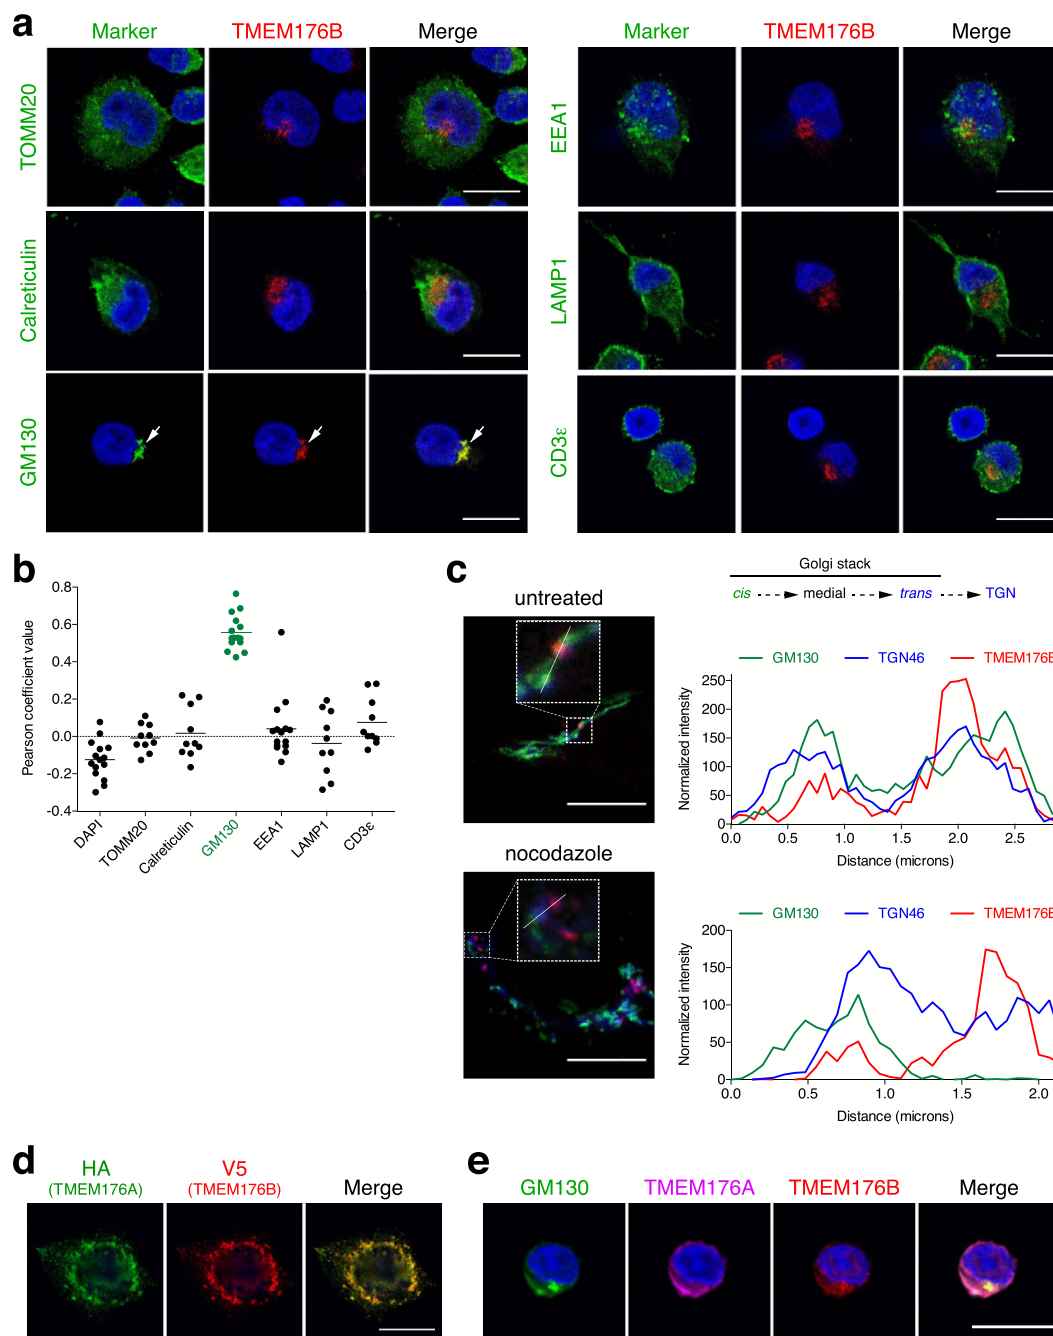 a
Marker TMEM176B Merge
Marker TMEM176B Merge
TOMM20
EEA1
Calreticulin
LAMP1
GM130
CD3ε
b
Pearson coefficient value
0.8
0.6
0.4
0.2
0.0
-0.2
-0.4
DAPI TOMM20 Calreticulin GM130 EEA1 LAMP1 CD3ε
c
Golgi stack
cis medial trans TGN
untreated
GM130 TGN46 TMEM176B
Normalized intensity
250
200
150
100
50
0
0.0 0.5 1.0 1.5 2.0 2.5
Distance (microns)
nocodazole
GM130 TGN46 TMEM176B
Normalized intensity
200
150
100
50
0
0.0 0.5 1.0 1.5 2.0
Distance (microns)
d
HA V5 Merge
(TMEM176A) (TMEM176B)
e
GM130 TMEM176A TMEM176B Merge